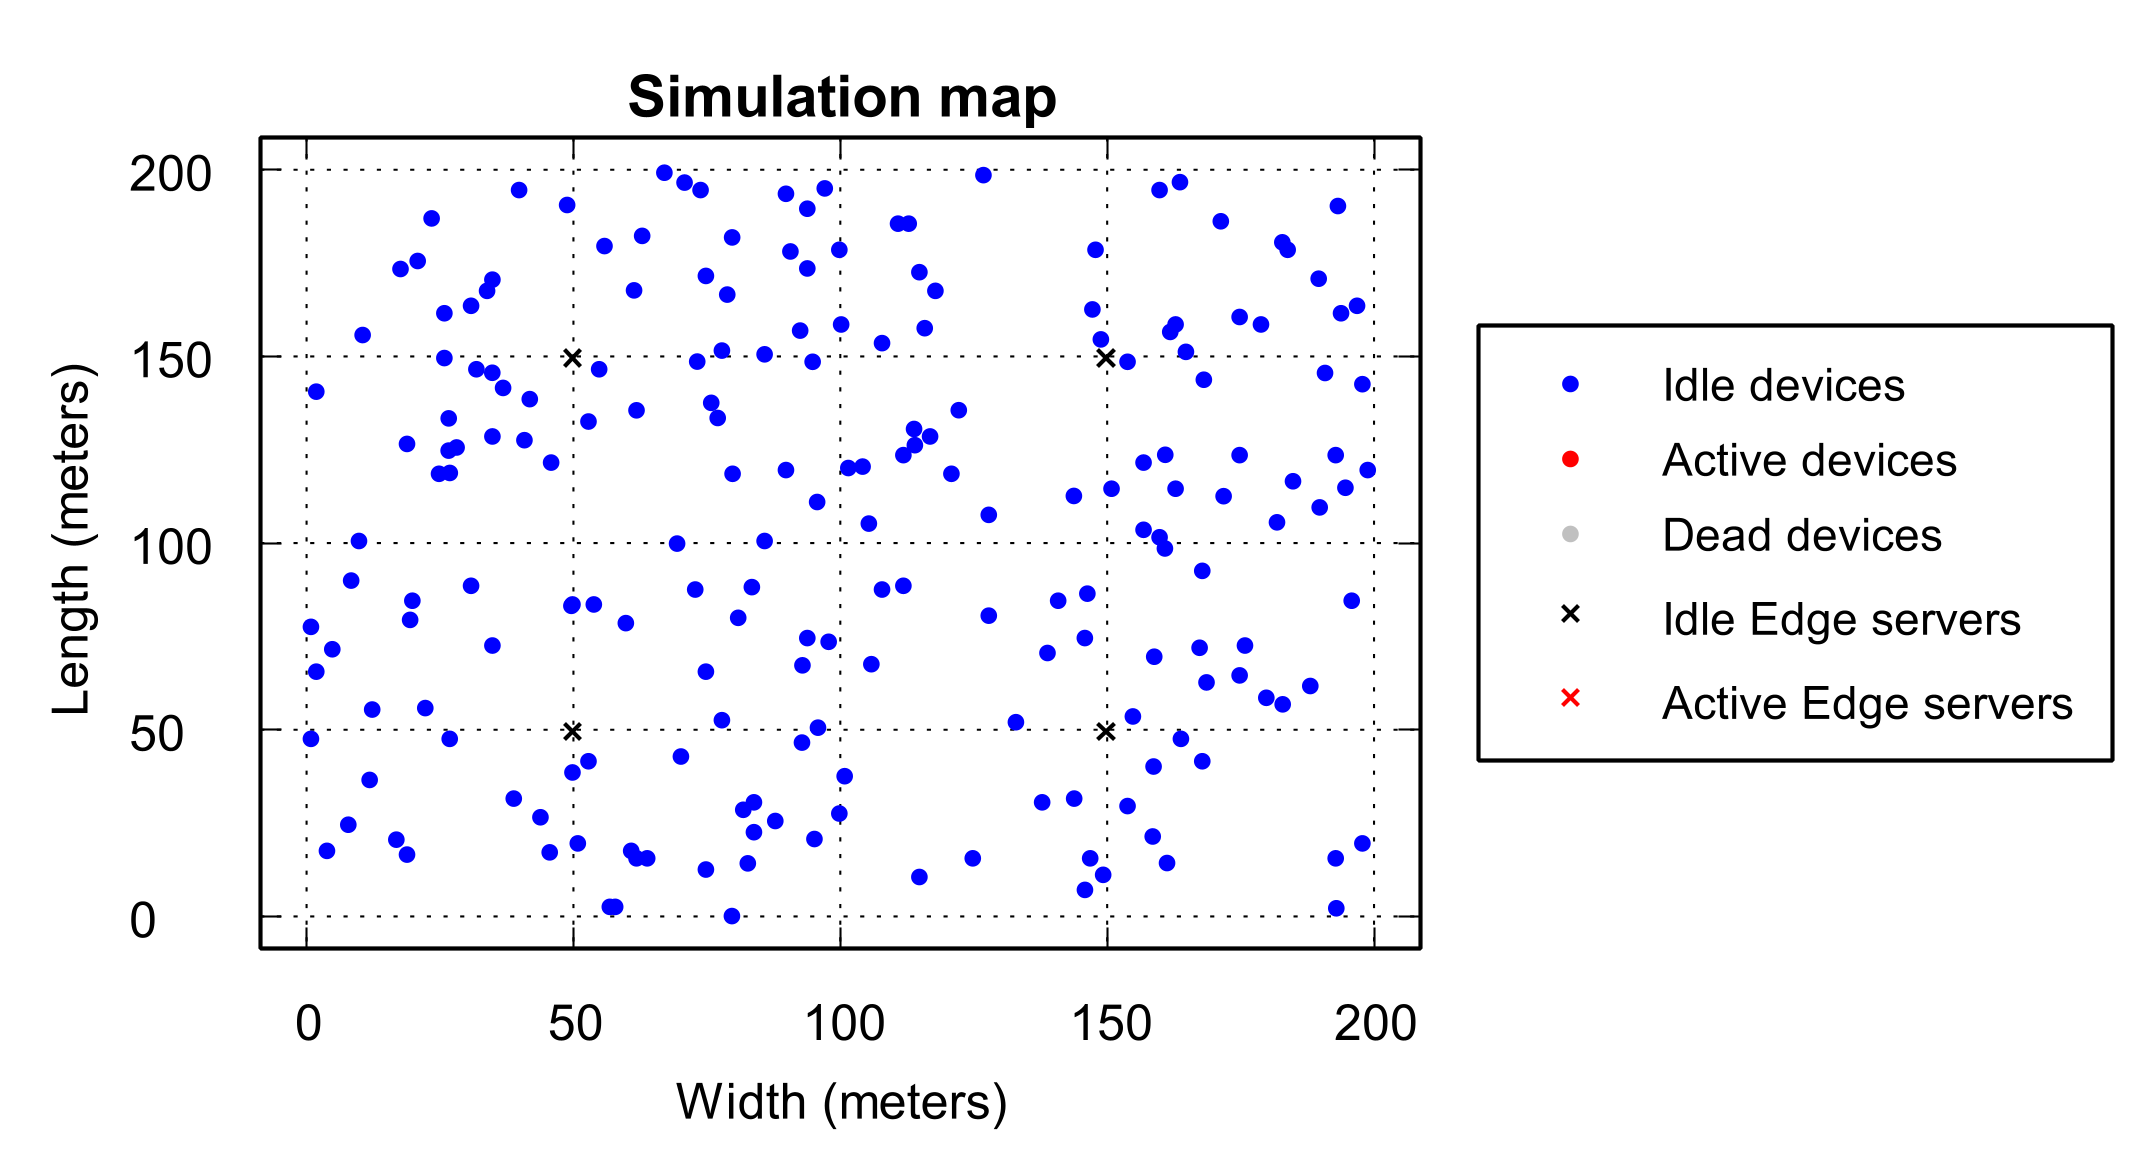 Simulation map
200
150
100
50
0
Length (meters)
0 50 100 150 200
Width (meters)
Idle devices
Active devices
Dead devices
Idle Edge servers
Active Edge servers